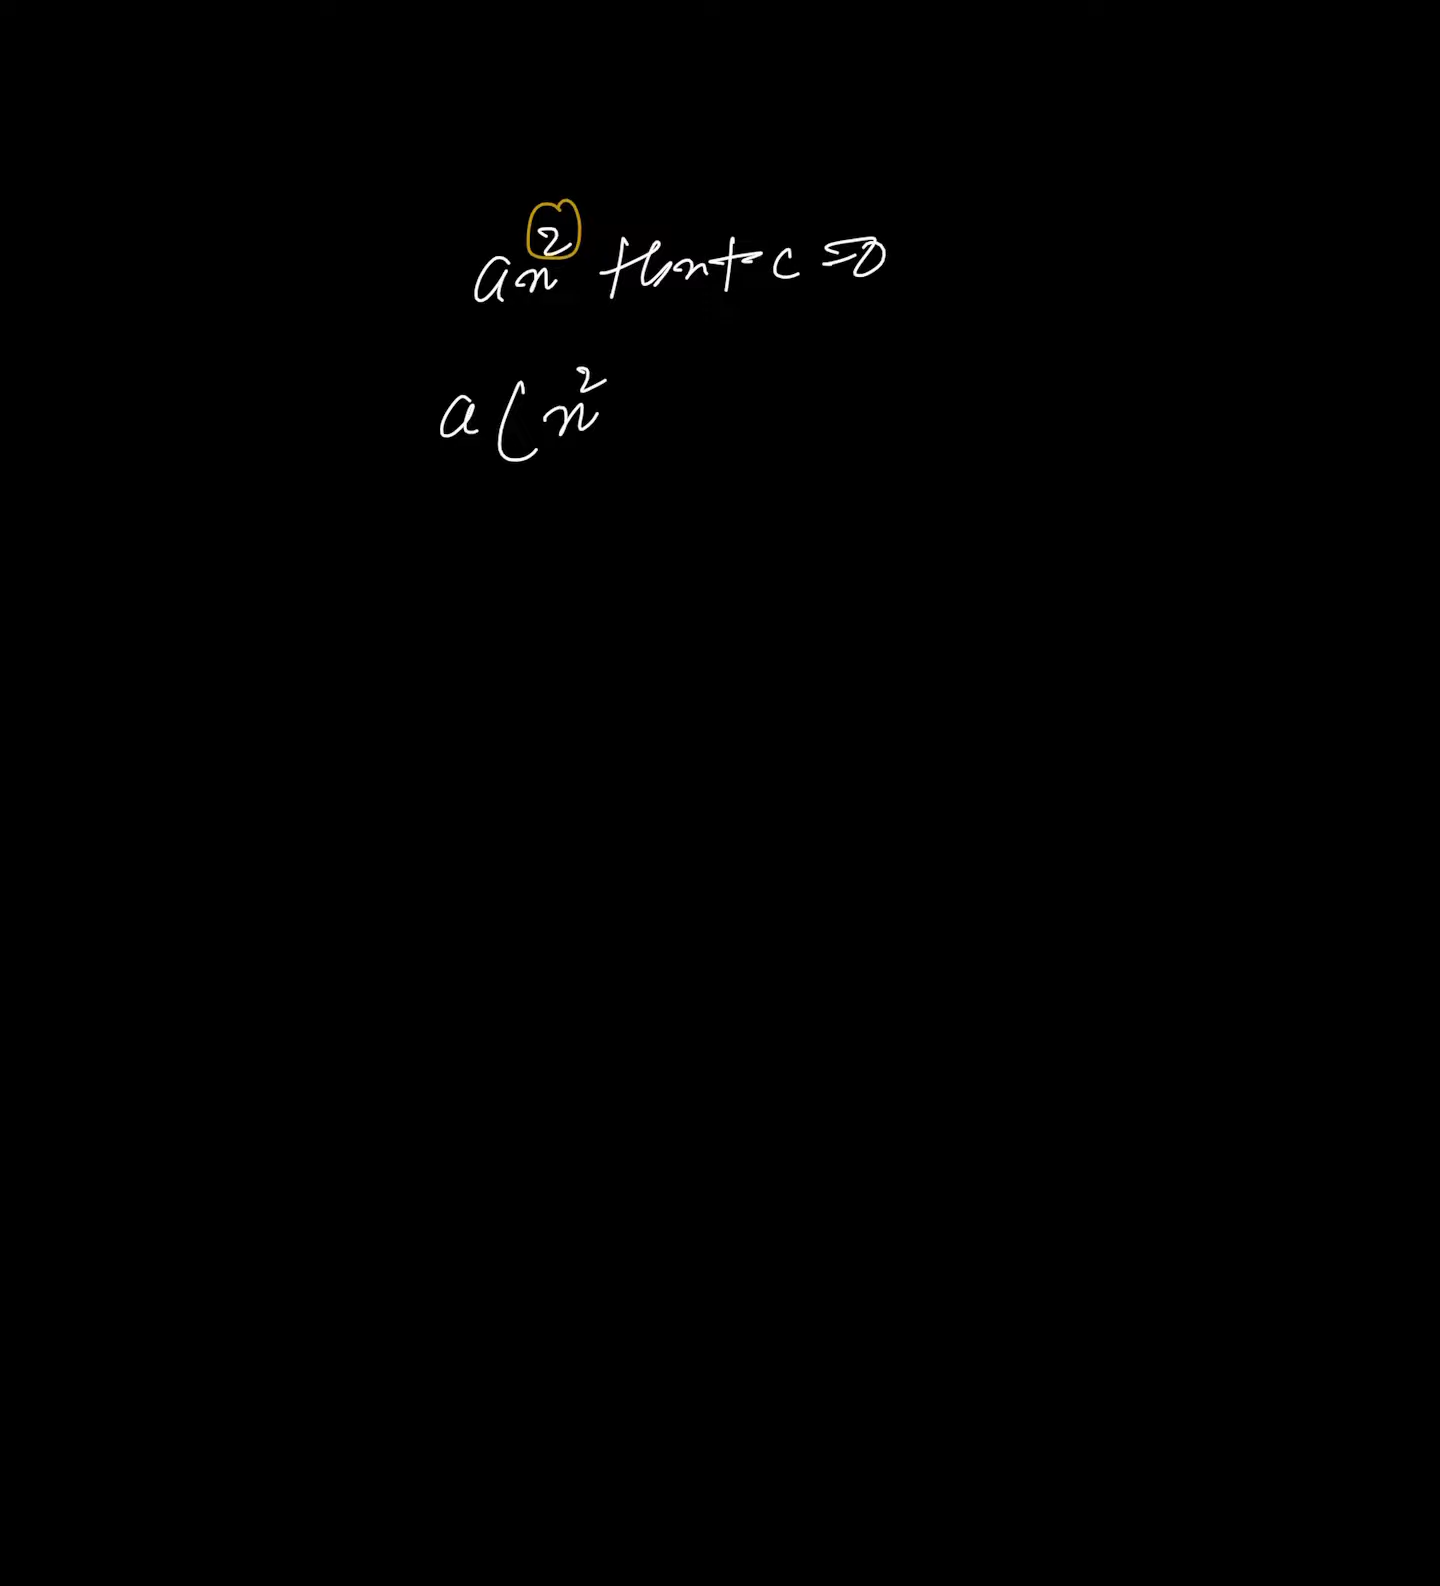 ax² + bx + c = 0
a(x²